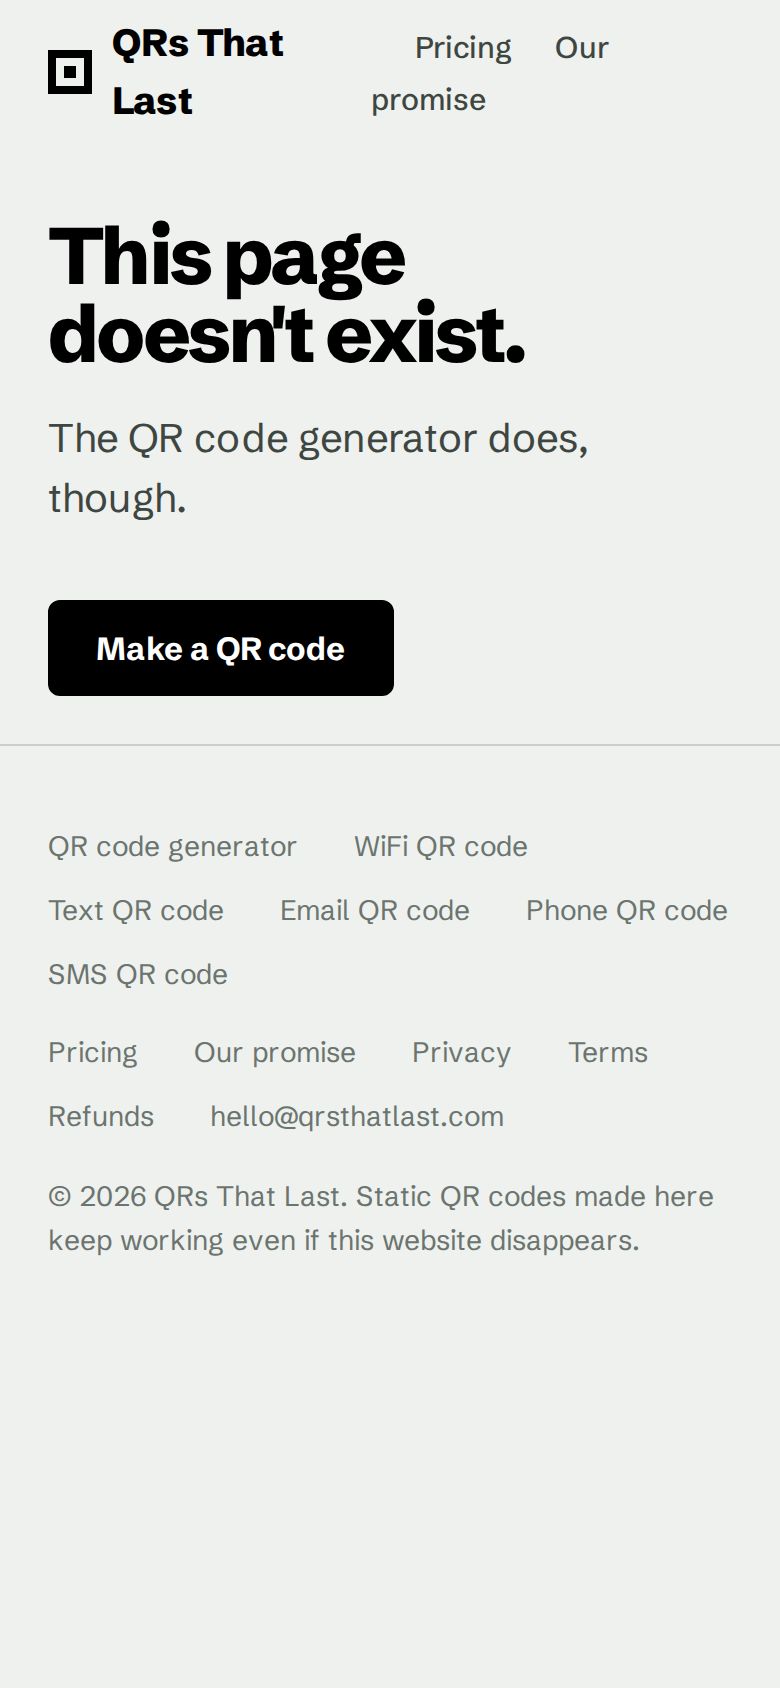 QRs That
Last
Pricing Our
promise
This page
doesn't exist.
The QR code generator does,
though.
Make a QR code
QR code generator WiFi QR code
Text QR code Email QR code Phone QR code
SMS QR code
Pricing Our promise Privacy Terms
Refunds hello@qrsthatlast.com
© 2026 QRs That Last. Static QR codes made here
keep working even if this website disappears.